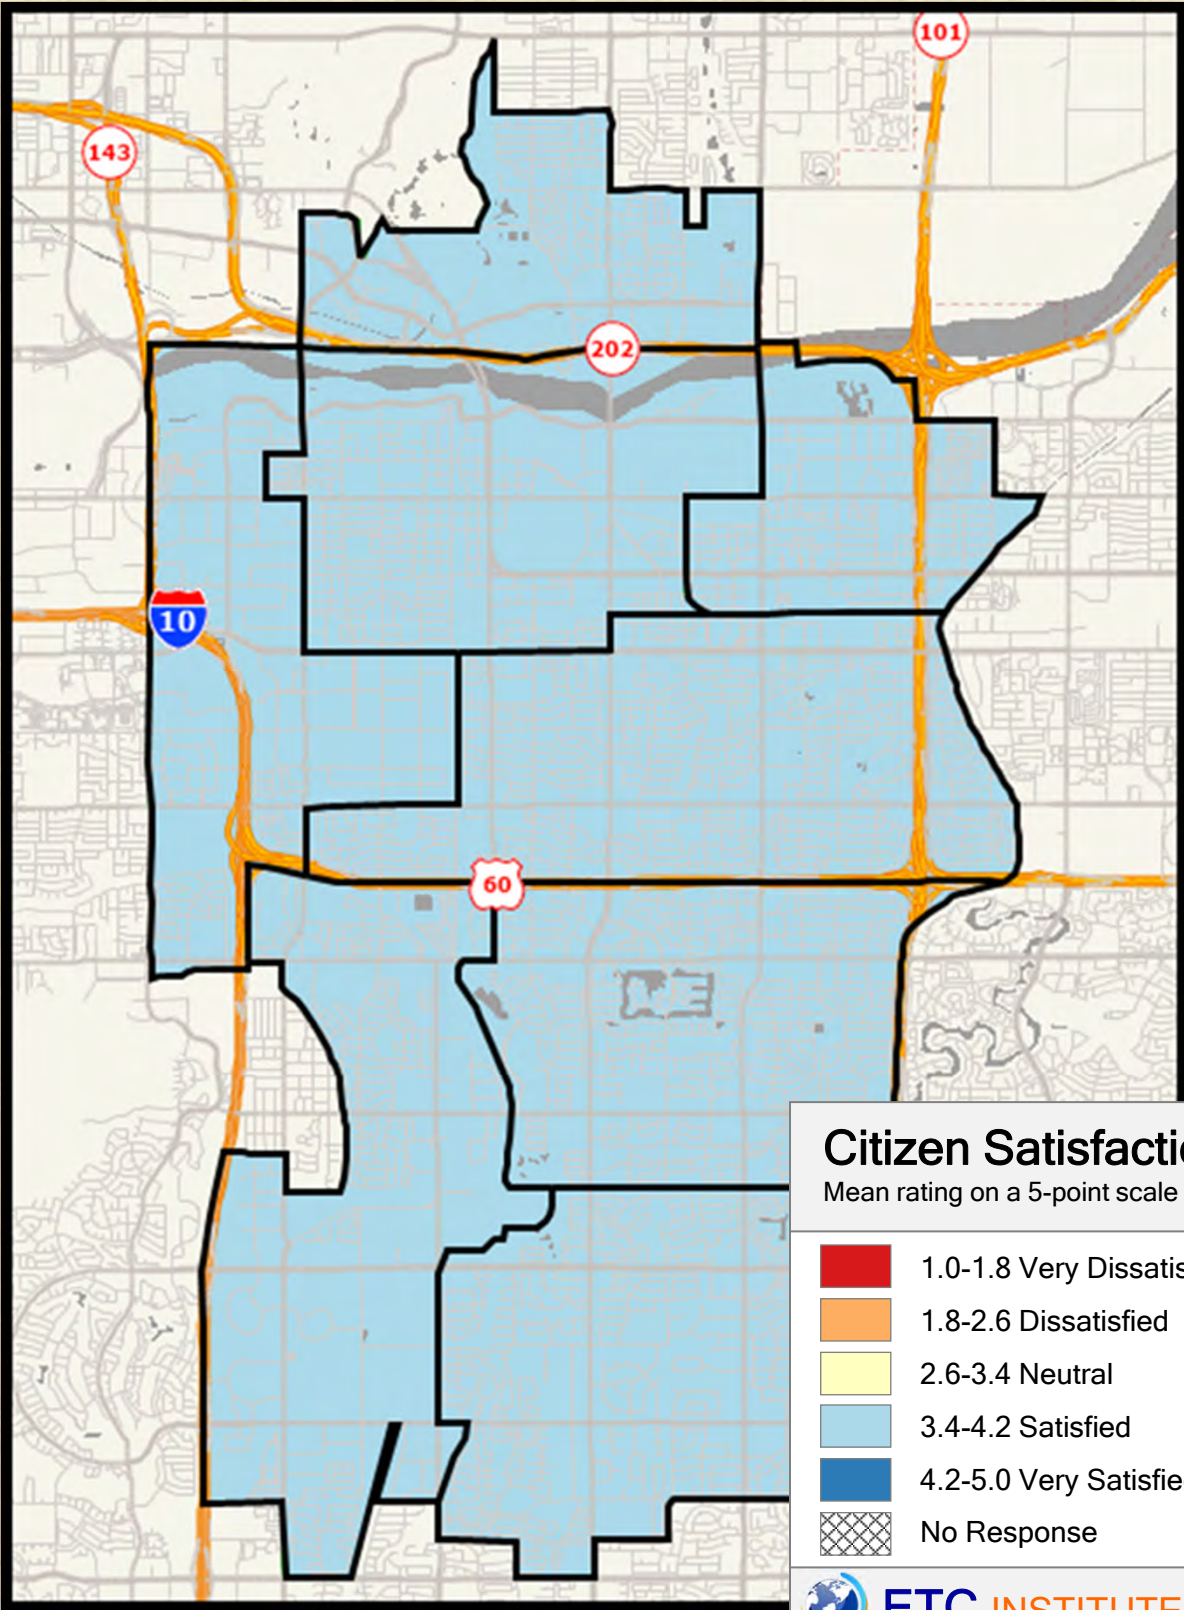 101
143
202
10
60
Citizen Satisfacti
Mean rating on a 5-point scale
1.0-1.8 Very Dissatis
1.8-2.6 Dissatisfied
2.6-3.4 Neutral
3.4-4.2 Satisfied
4.2-5.0 Very Satisfie
No Response
ETC INSTITUTE